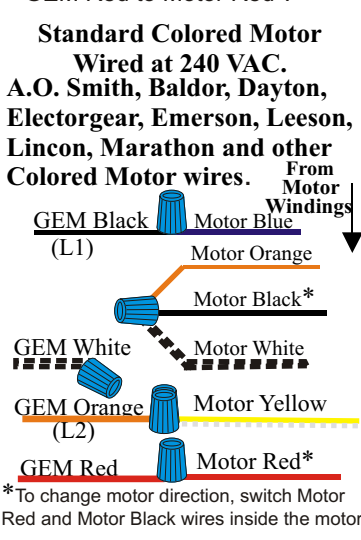 GEM Red to Motor Red .
Standard Colored Motor
Wired at 240 VAC.
A.O. Smith, Baldor, Dayton,
Electorgear, Emerson, Leeson,
Lincon, Marathon and other
Colored Motor wires.
From
Motor
Windings
GEM Black
Motor Blue
(L1)
Motor Orange
Motor Black*
GEM White
Motor White
GEM Orange
Motor Yellow
(L2)
GEM Red
Motor Red*
*To change motor direction, switch Motor
Red and Motor Black wires inside the motor